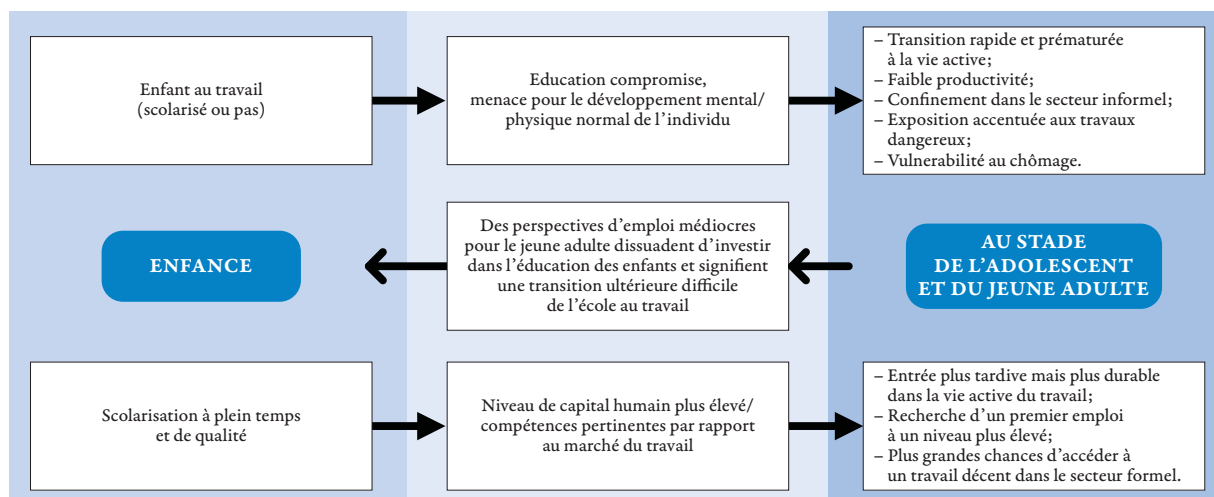 Enfant au travail
(scolarisé ou pas)
Education compromise,
menace pour le développement mental/
physique normal de l’individu
– Transition rapide et prématurée
à la vie active;
– Faible productivité;
– Confinement dans le secteur informel;
– Exposition accentuée aux travaux
dangereux;
– Vulnerabilité au chômage.
ENFANCE
Des perspectives d’emploi médiocres
pour le jeune adulte dissuadent d’investir
dans l’éducation des enfants et signifient
une transition ultérieure difficile
de l’école au travail
AU STADE
DE L’ADOLESCENT
ET DU JEUNE ADULTE
Scolarisation à plein temps
et de qualité
Niveau de capital humain plus élevé/
compétences pertinentes par rapport
au marché du travail
– Entrée plus tardive mais plus durable
dans la vie active du travail;
– Recherche d’un premier emploi
à un niveau plus élevé;
– Plus grandes chances d’accéder à
un travail décent dans le secteur formel.